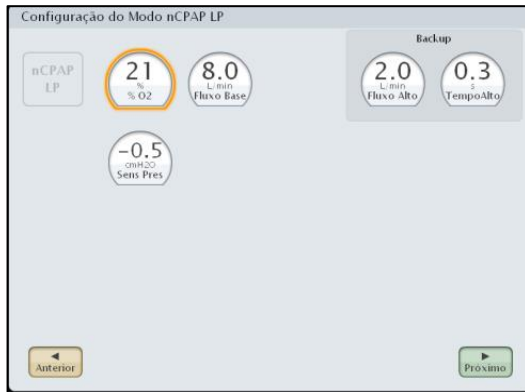 Configuração do Modo nCPAP LP
Backup
nCPAP
LP
21
%
% O2
8.0
L/min
Fluxo Base
2.0
L/min
Fluxo Alto
0.3
s
TempoAlto
-0.5
cmH2O
Sens Pres
Anterior
Próximo